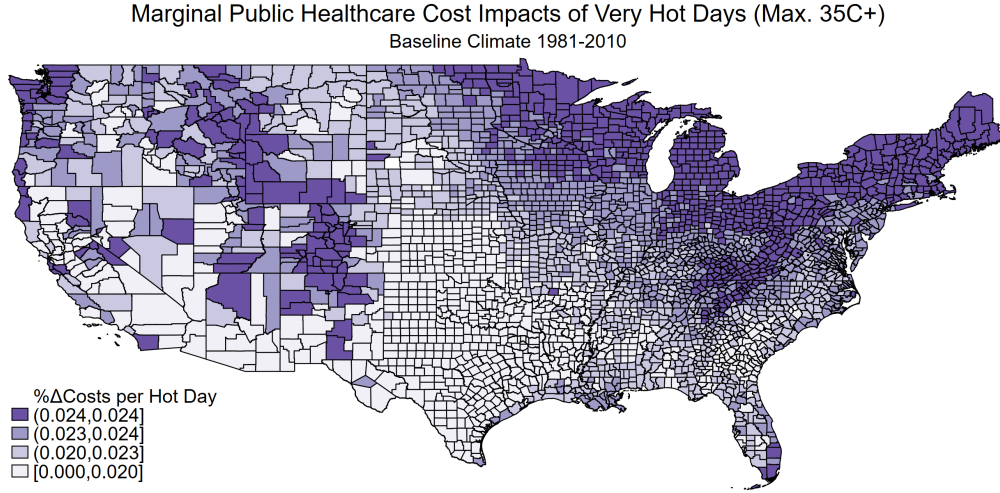 Marginal Public Healthcare Cost Impacts of Very Hot Days (Max. 35C+)
Baseline Climate 1981-2010
%ΔCosts per Hot Day
(0.024,0.024]
(0.023,0.024]
(0.020,0.023]
[0.000,0.020]